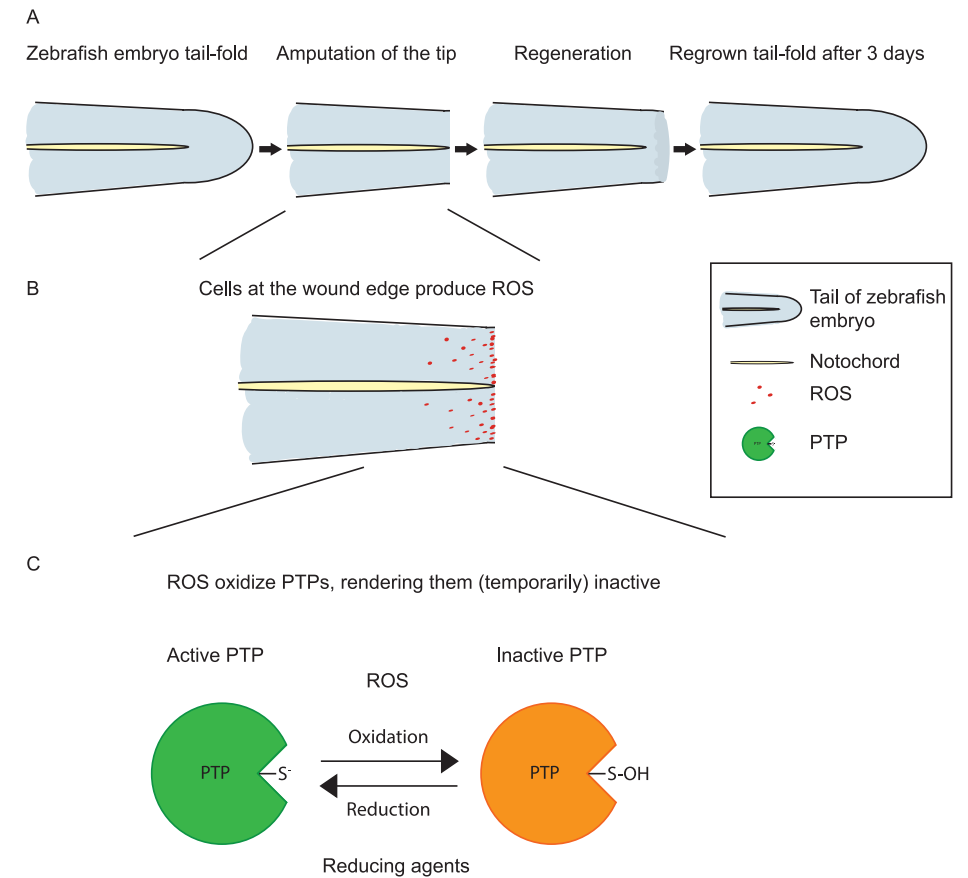 A
Zebrafish embryo tail-fold
Amputation of the tip
Regeneration
Regrown tail-fold after 3 days
B
Cells at the wound edge produce ROS
Tail of zebrafish
embryo
Notochord
ROS
PTP
PTP
C
ROS oxidize PTPs, rendering them (temporarily) inactive
Active PTP
Inactive PTP
ROS
Oxidation
PTP
S-
PTP
S-OH
Reduction
Reducing agents